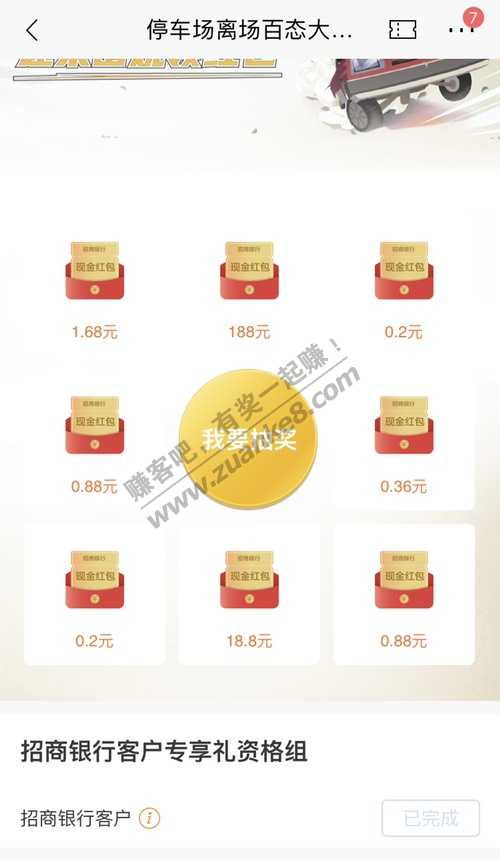 停车场离场百态大...
7
招商银行
现金红包
1.68元
招商银行
现金红包
188元
招商银行
现金红包
0.2元
招商银行
现金红包
0.88元
我要抽奖
招商银行
现金红包
0.36元
招商银行
现金红包
0.2元
招商银行
现金红包
18.8元
招商银行
现金红包
0.88元
赚客吧,有奖一起赚!
www.zuanke8.com
招商银行客户专享礼资格组
招商银行客户
已完成